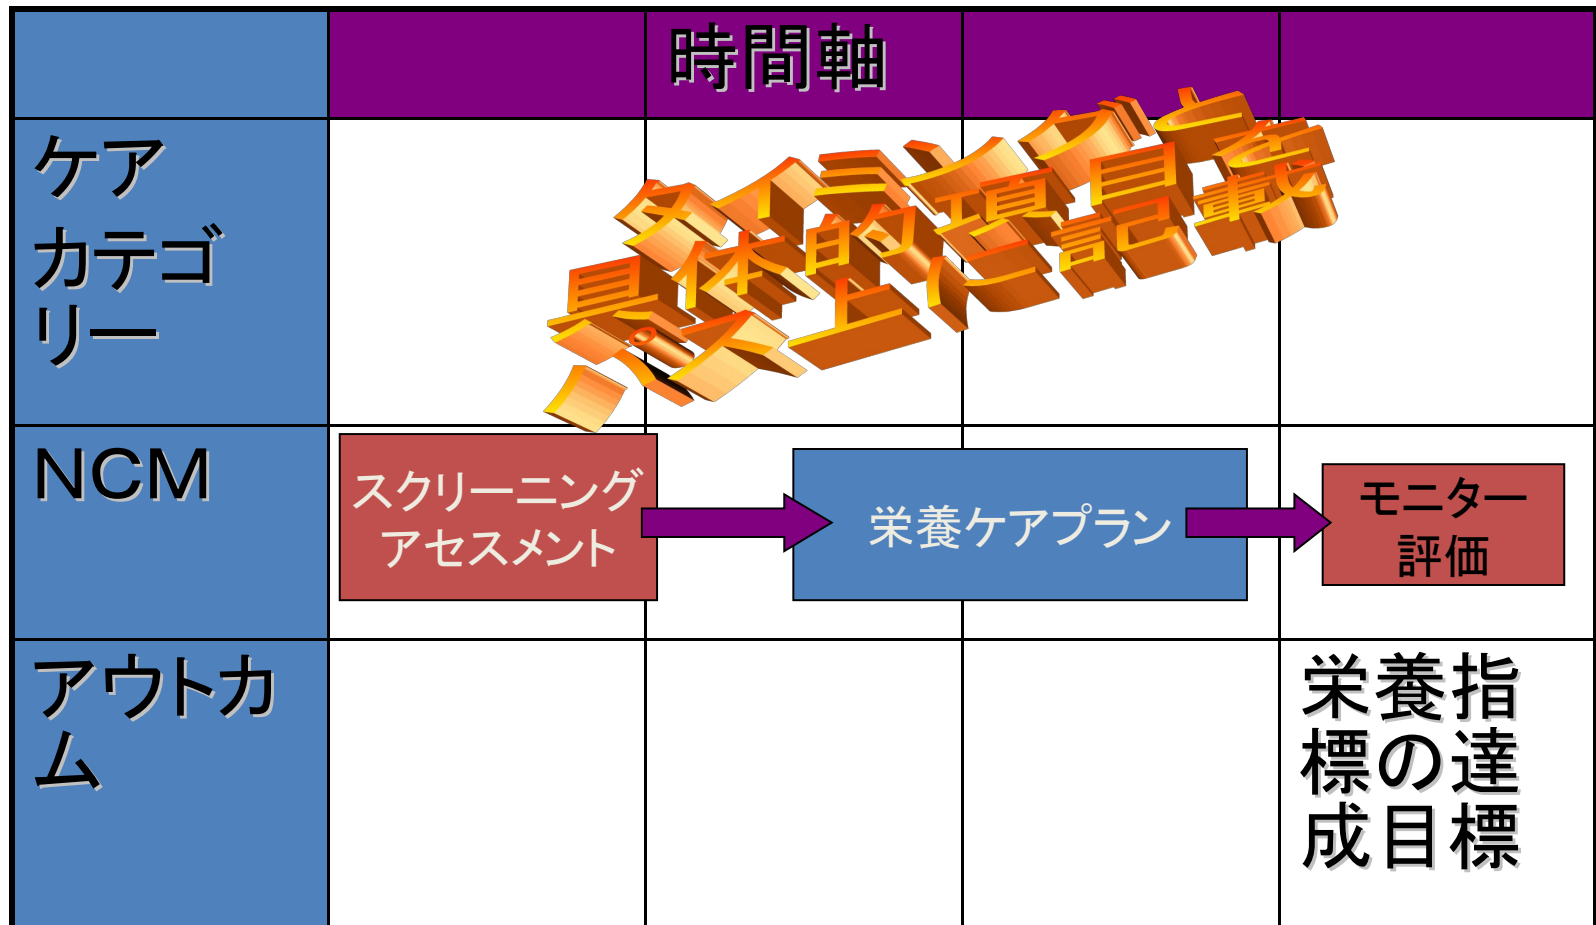 時間軸
ケア
カテゴ
リー
タイミングと
具体的項目を
パス上に記載
NCM
スクリーニング
アセスメント
栄養ケアプラン
モニター
評価
アウトカ
ム
栄養指
標の達
成目標